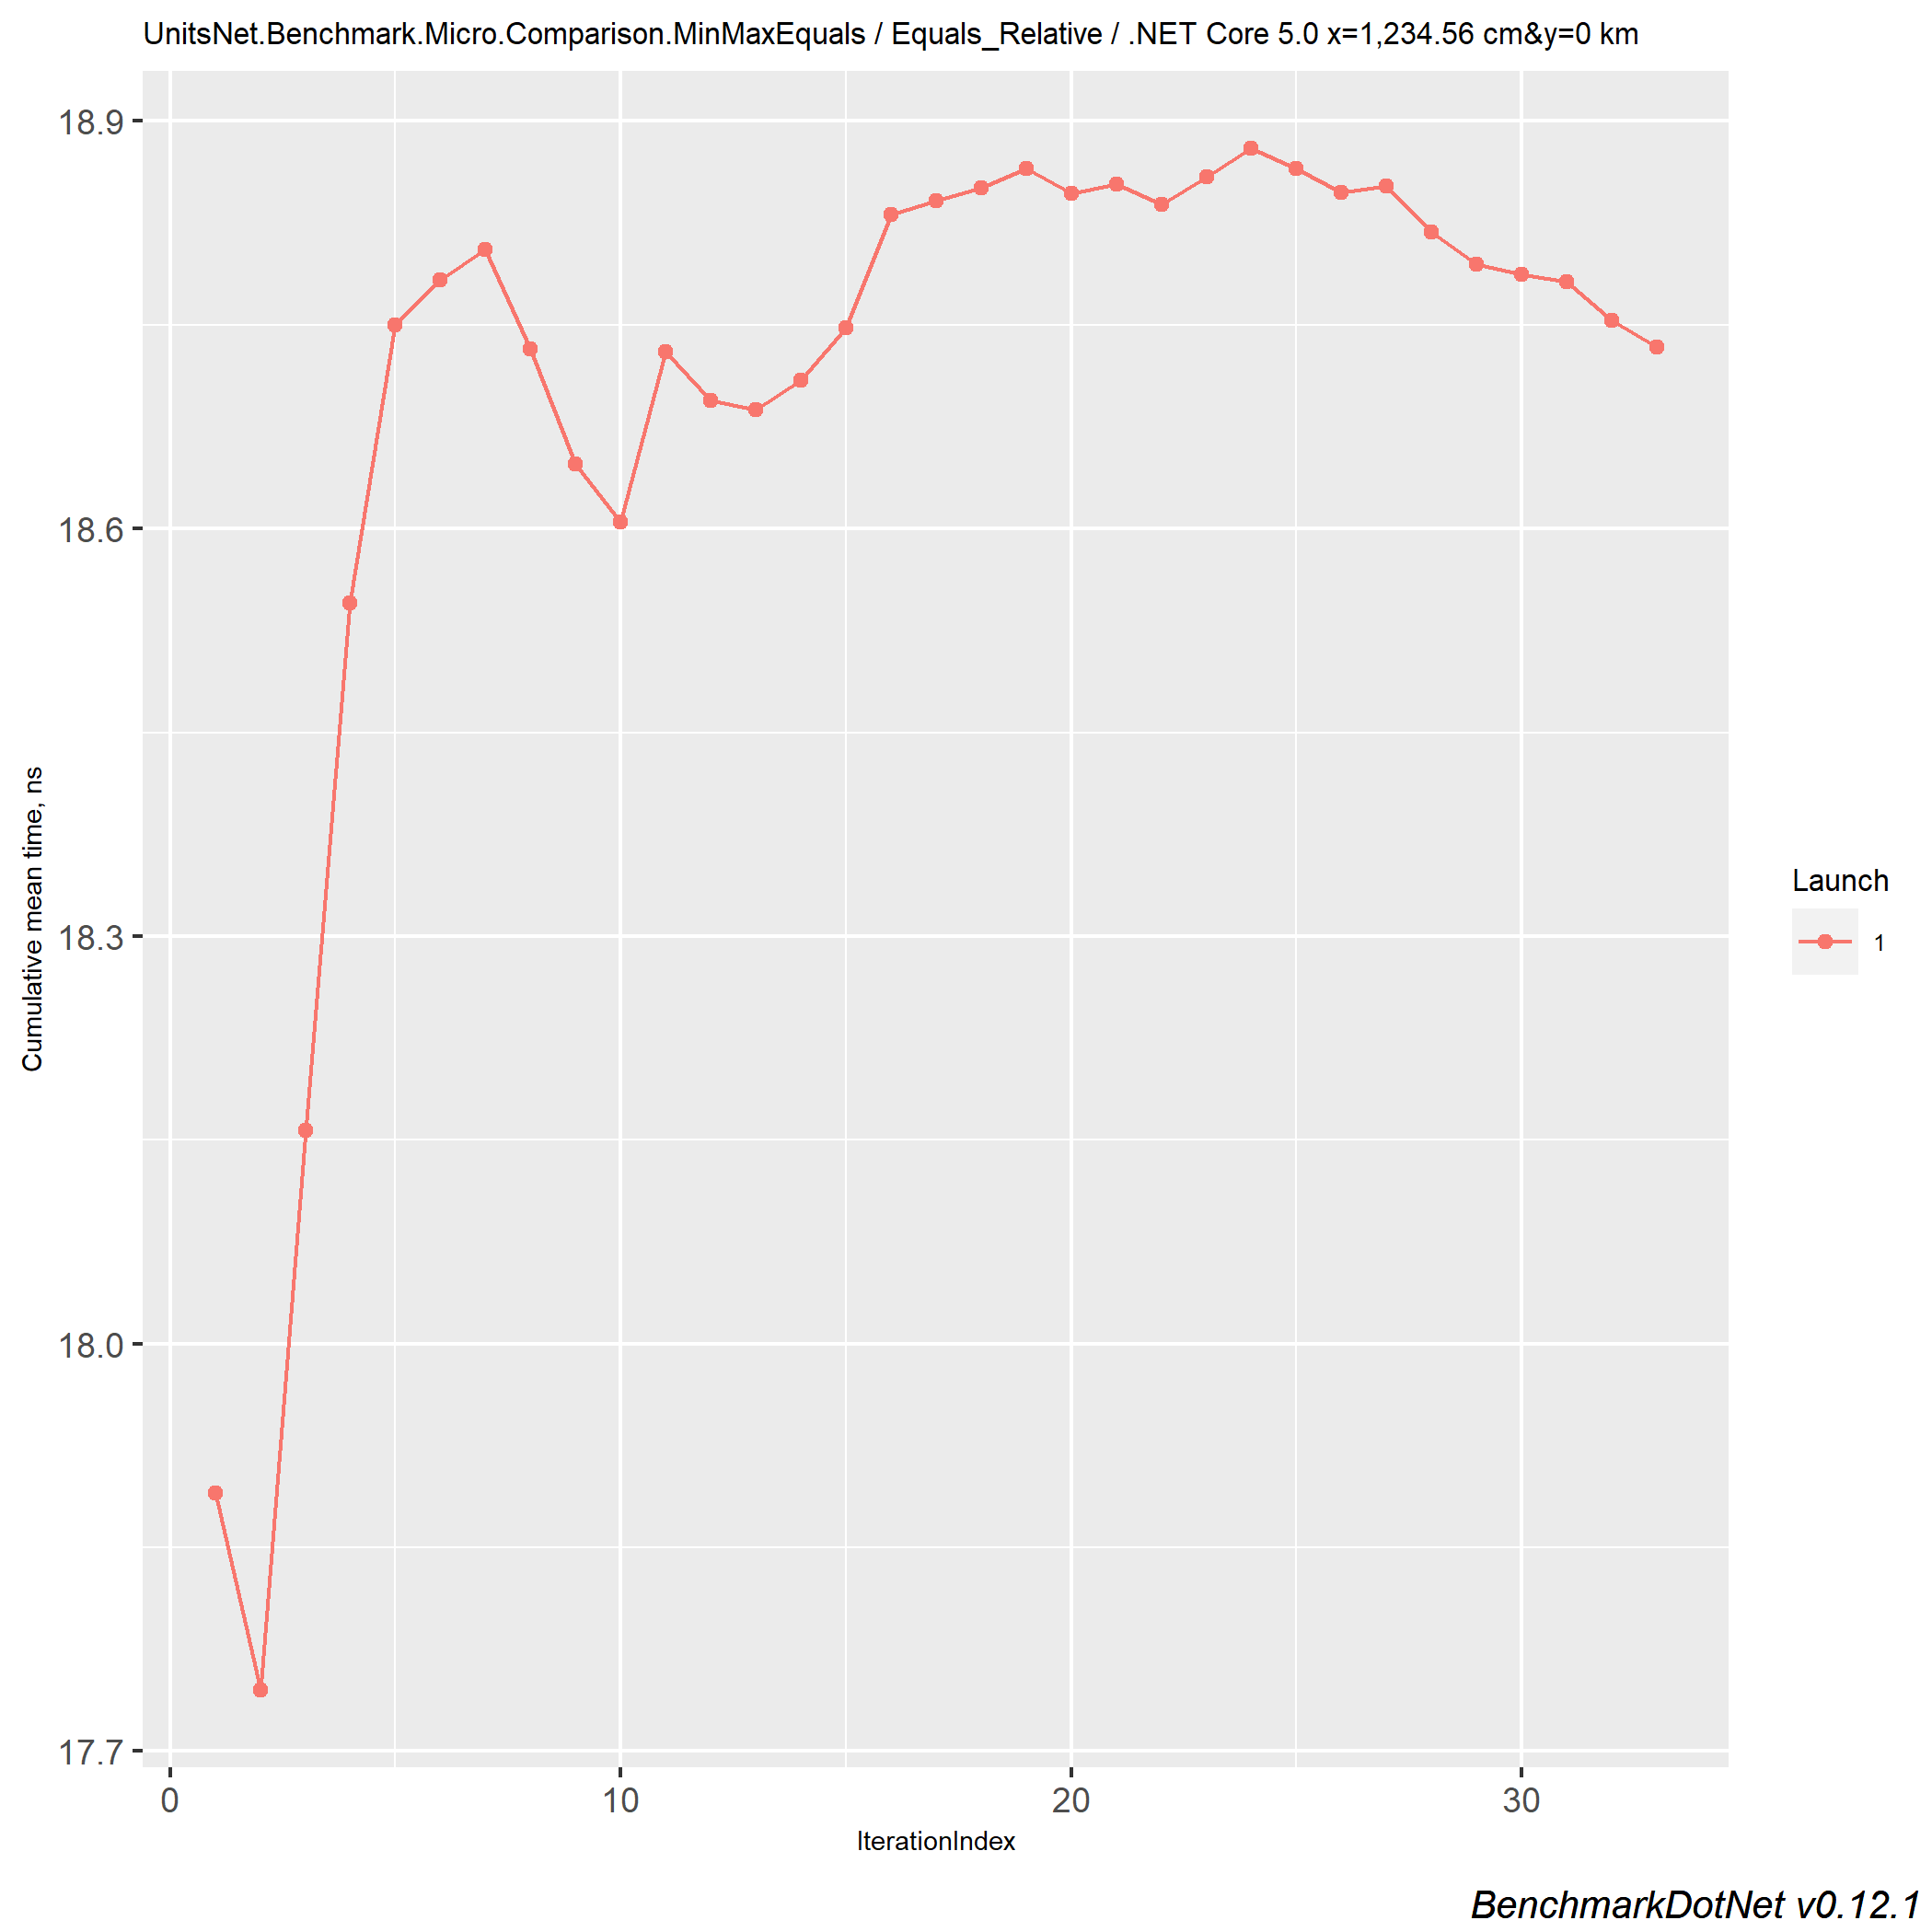 UnitsNet.Benchmark.Micro.Comparison.MinMaxEquals / Equals_Relative / .NET Core 5.0 x=1,234.56 cm&y=0 km
18.9
18.6
18.3
18.0
17.7
Cumulative mean time, ns
0 10 20 30
IterationIndex
Launch
1
BenchmarkDotNet v0.12.1